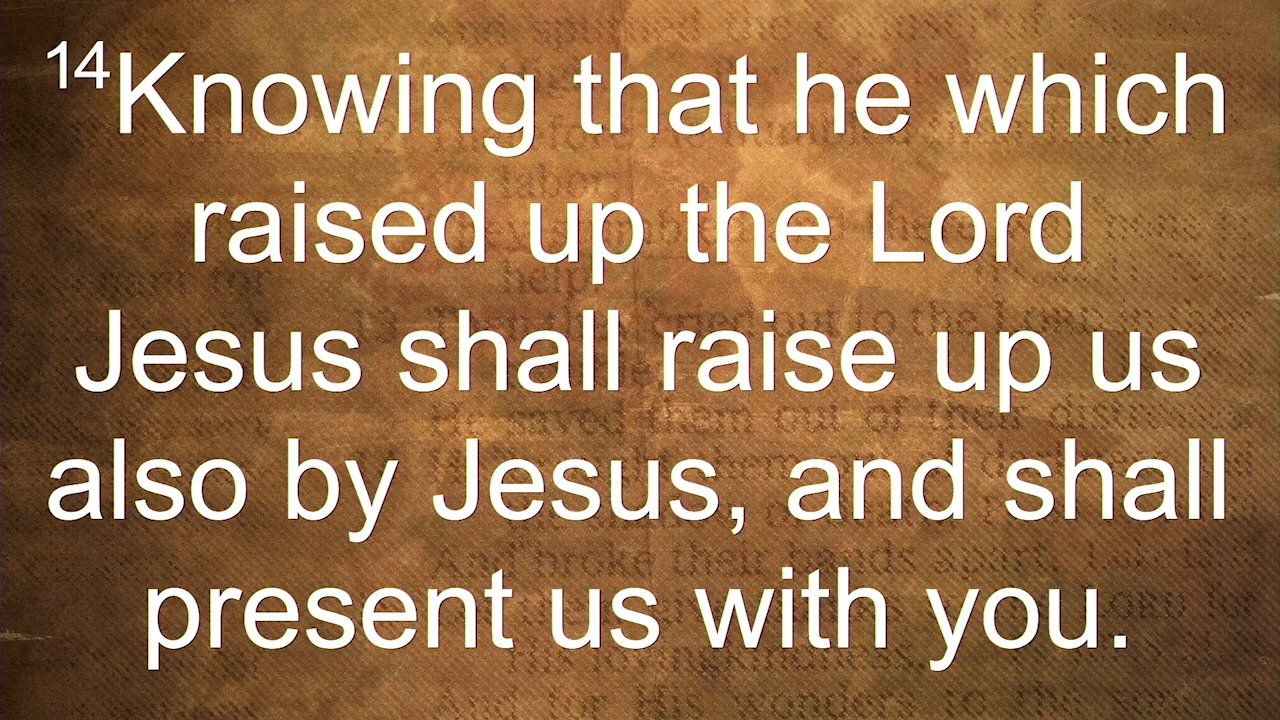 14Knowing that he which
raised up the Lord
Jesus shall raise up us
also by Jesus, and shall
present us with you.